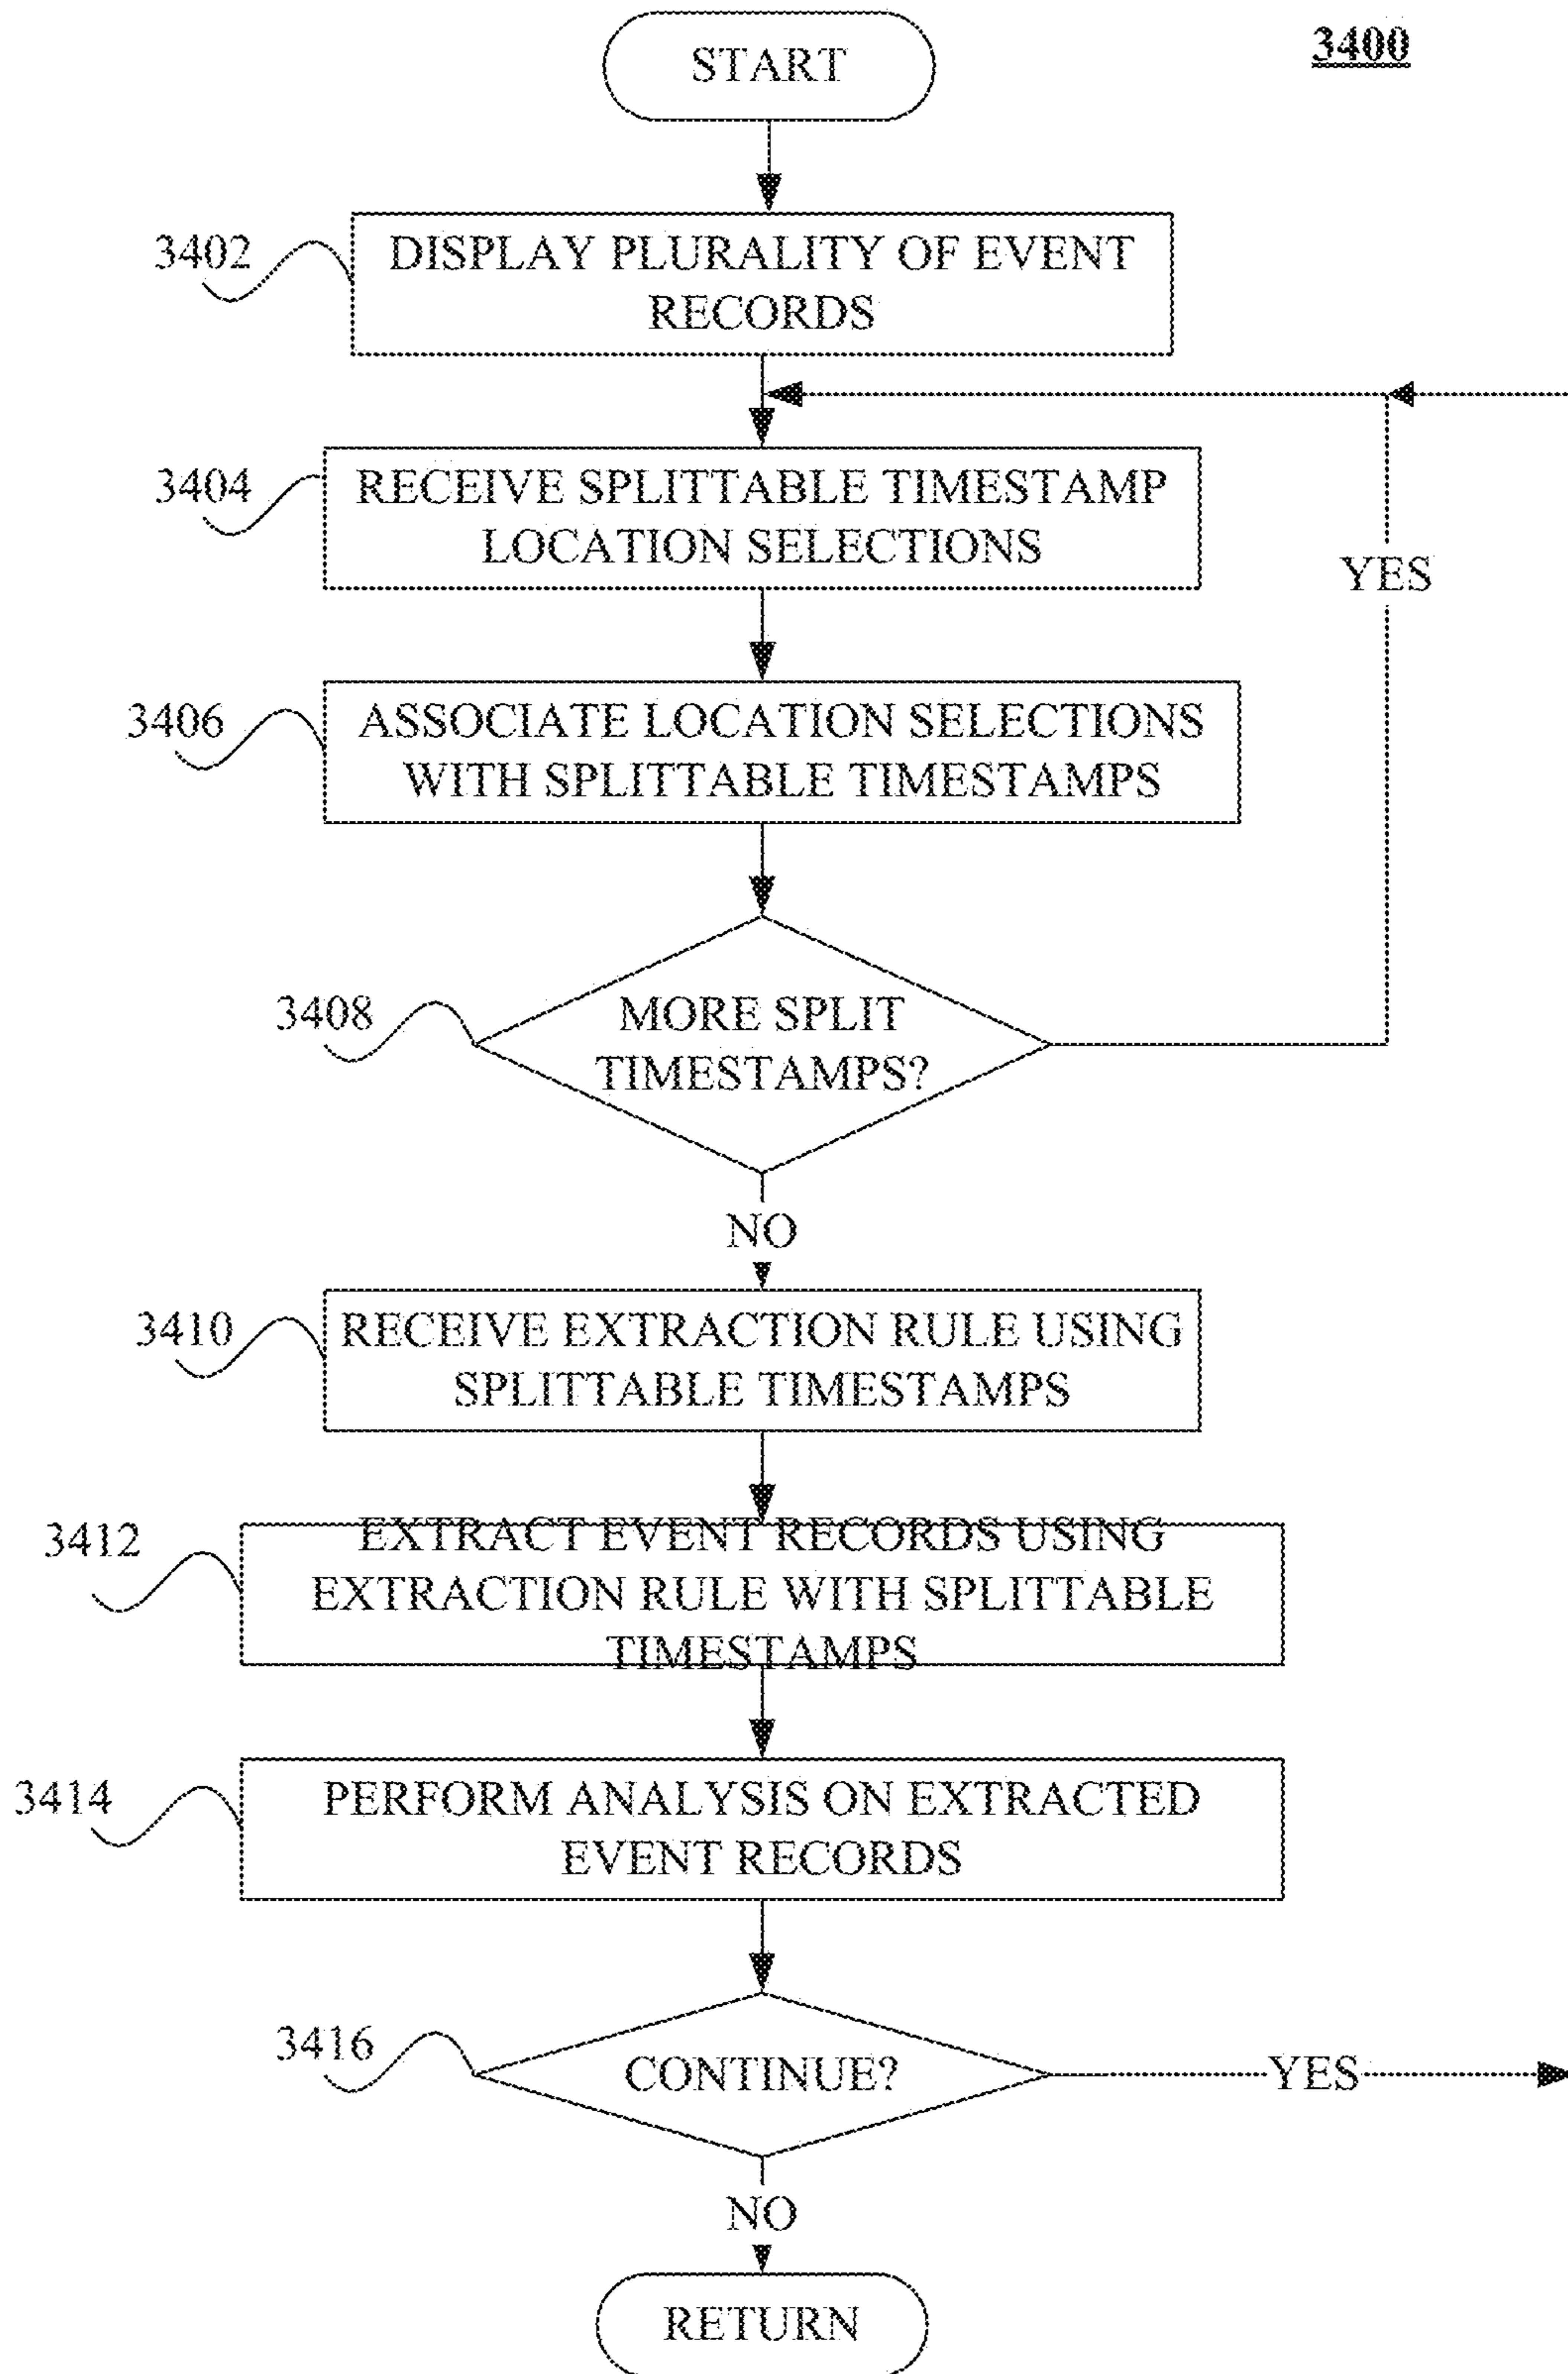 START
3400
3402
DISPLAY PLURALITY OF EVENT
RECORDS
3404
RECEIVE SPLITTABLE TIMESTAMP
LOCATION SELECTIONS
YES
3406
ASSOCIATE LOCATION SELECTIONS
WITH SPLITTABLE TIMESTAMPS
3408
MORE SPLIT
TIMESTAMPS?
NO
3410
RECEIVE EXTRACTION RULE USING
SPLITTABLE TIMESTAMPS
3412
EXTRACT EVENT RECORDS USING
EXTRACTION RULE WITH SPLITTABLE
TIMESTAMPS
3414
PERFORM ANALYSIS ON EXTRACTED
EVENT RECORDS
3416
CONTINUE?
YES
NO
RETURN